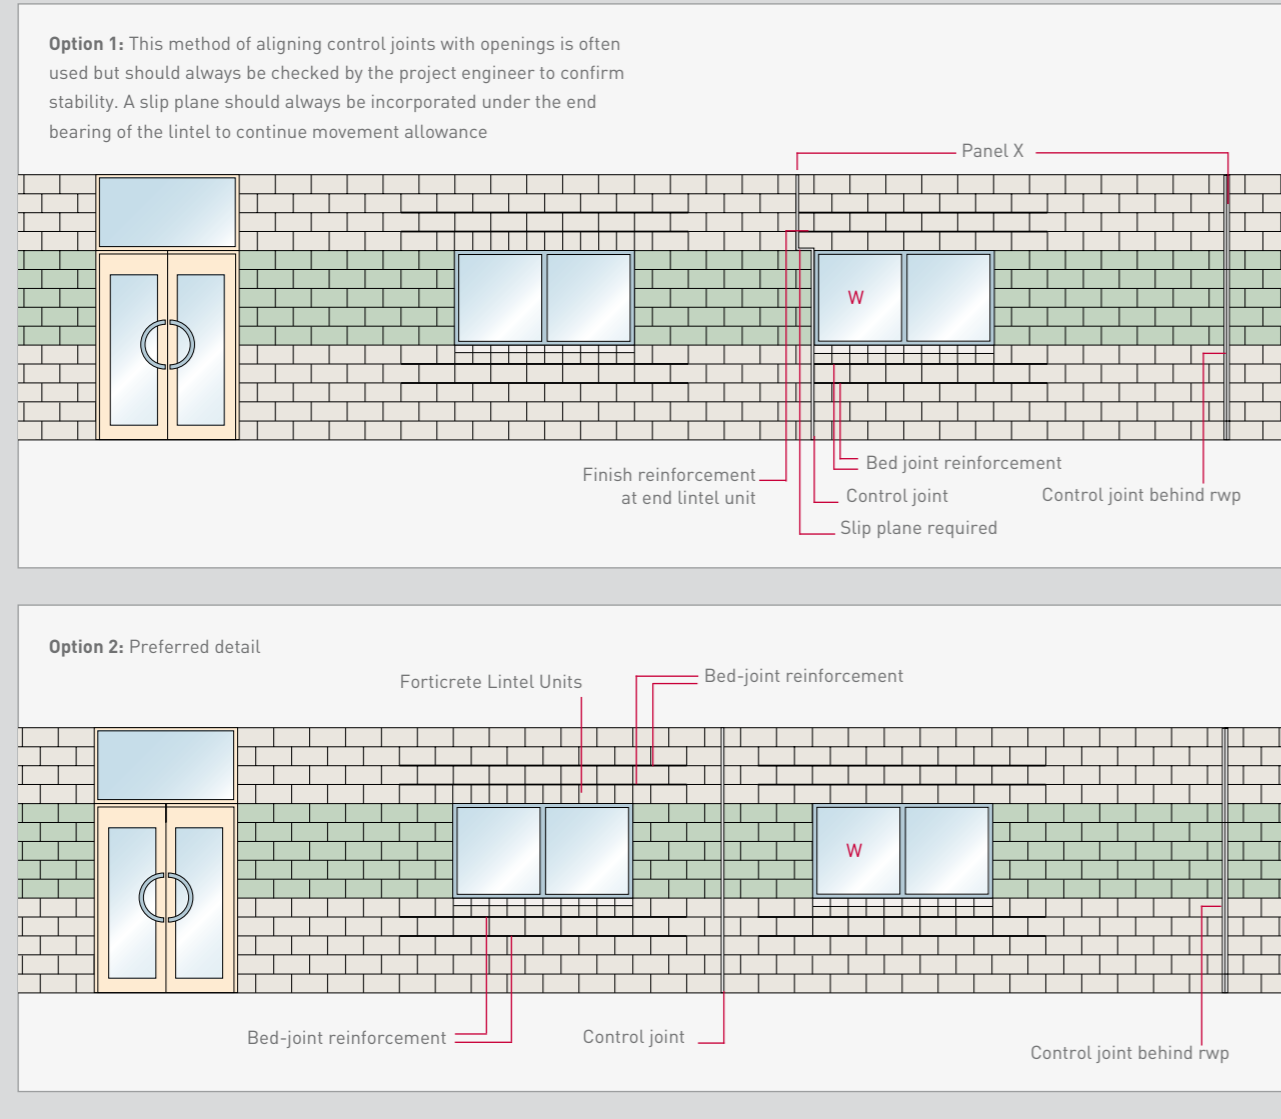 Option 1: This method of aligning control joints with openings is often
used but should always be checked by the project engineer to confirm
stability. A slip plane should always be incorporated under the end
bearing of the lintel to continue movement allowance
Panel X
W
Finish reinforcement
at end lintel unit
Bed joint reinforcement
Control joint
Control joint behind rwp
Slip plane required
Option 2: Preferred detail
Forticrete Lintel Units
Bed-joint reinforcement
W
Bed-joint reinforcement
Control joint
Control joint behind rwp